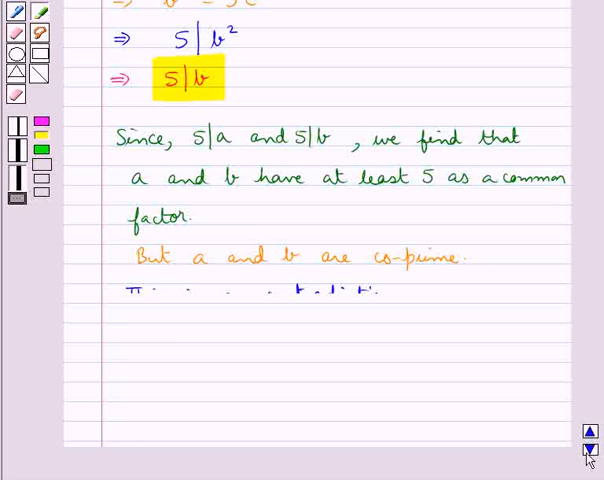 ⇒ 5|b²
⇒ 5|b
Since, 5|a and 5|b, we find that
a and b have at least 5 as a common
factor.
But a and b are co-prime.